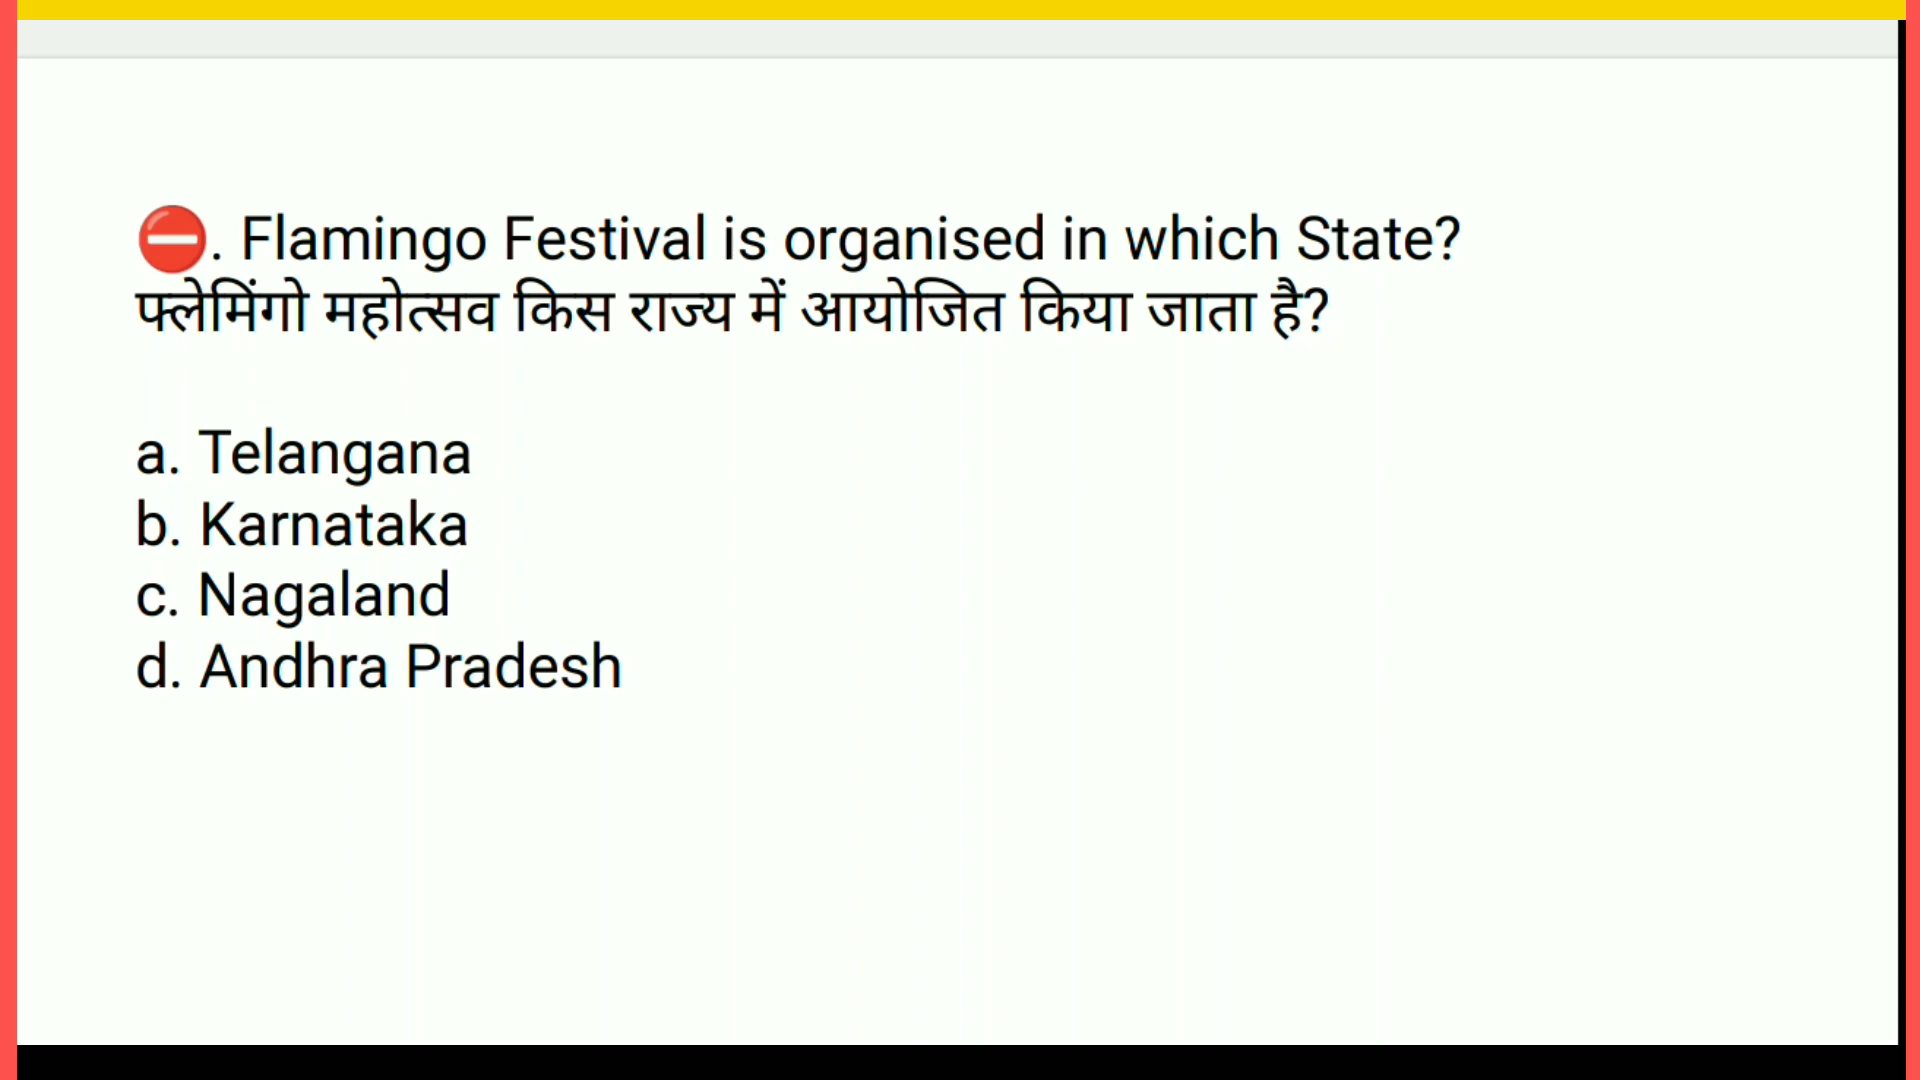 ⛔. Flamingo Festival is organised in which State?
फ्लेमिंगो महोत्सव किस राज्य में आयोजित किया जाता है?
a. Telangana
b. Karnataka
c. Nagaland
d. Andhra Pradesh